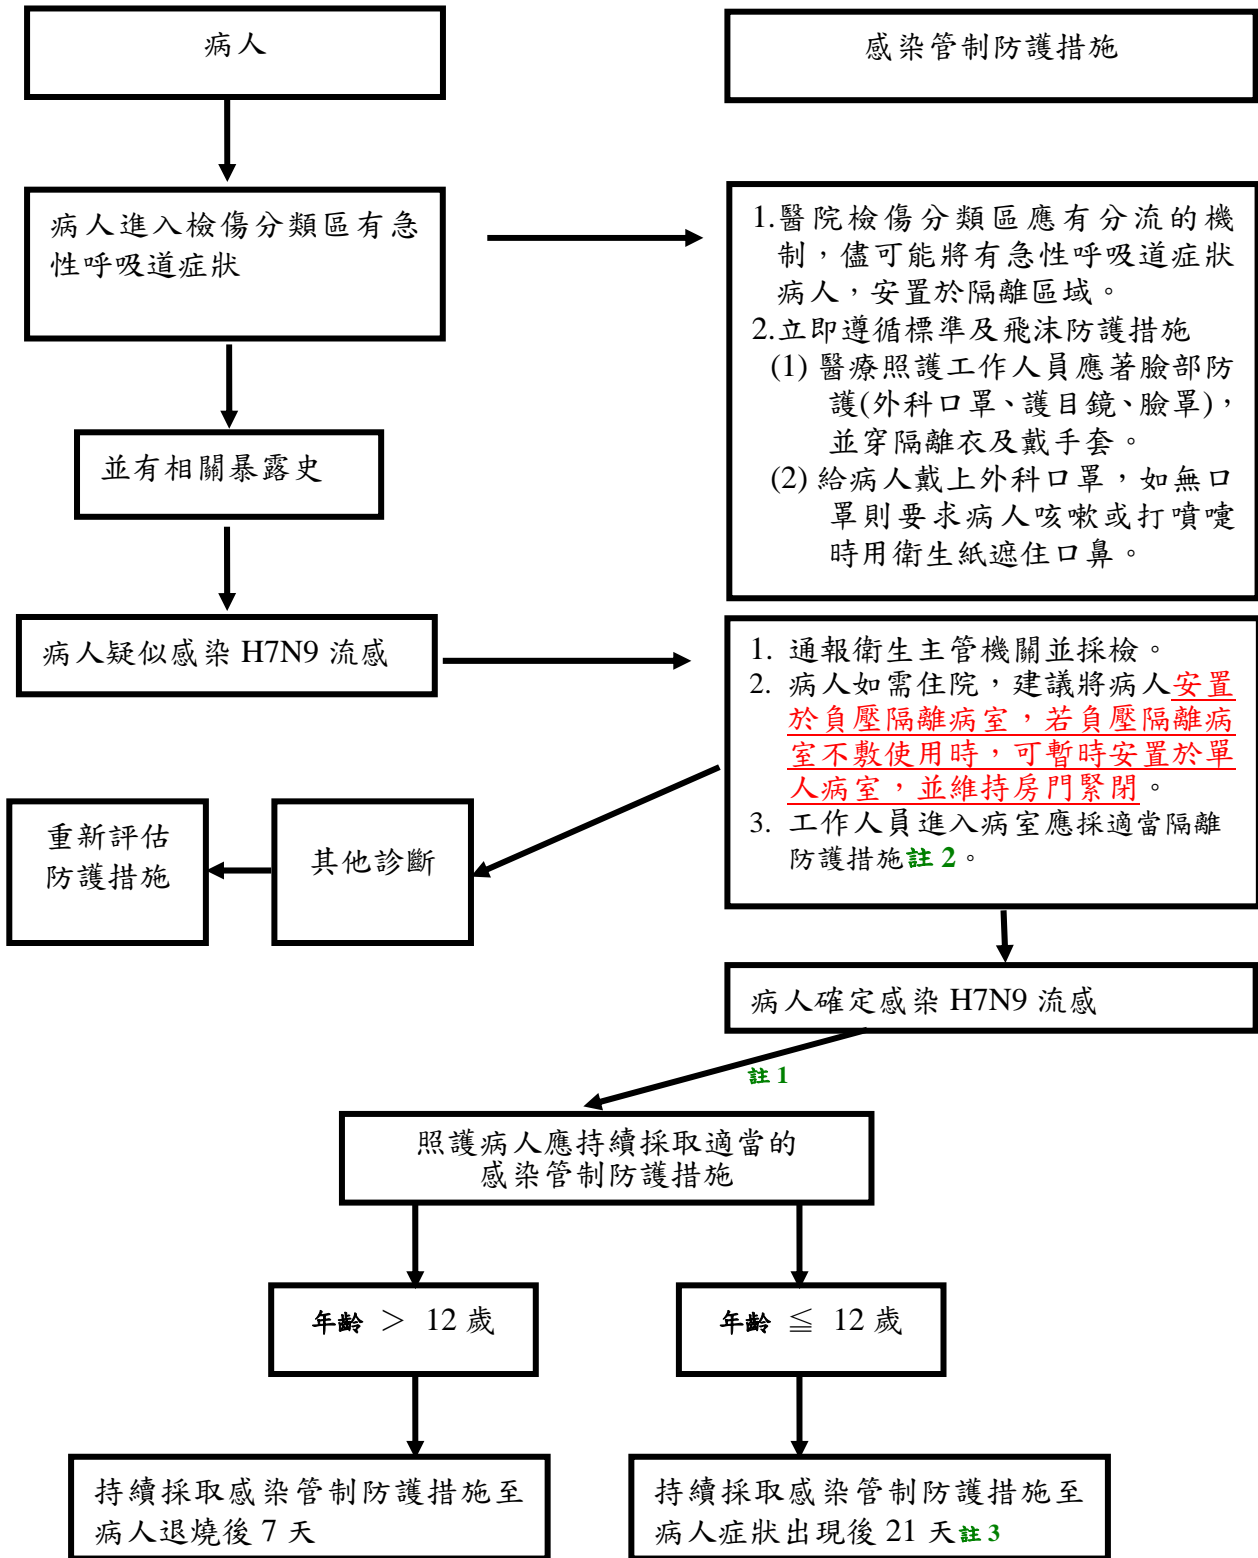 病人
感染管制防護措施
病人進入檢傷分類區有急
性呼吸道症狀
1.醫院檢傷分類區應有分流的機
制，儘可能將有急性呼吸道症狀
病人，安置於隔離區域。
2.立即遵循標準及飛沫防護措施
(1) 醫療照護工作人員應著臉部防
護(外科口罩、護目鏡、臉罩)，
並穿隔離衣及戴手套。
(2) 給病人戴上外科口罩，如無口
罩則要求病人咳嗽或打噴嚏
時用衛生紙遮住口鼻。
並有相關暴露史
病人疑似感染 H7N9 流感
1. 通報衛生主管機關並採檢。
2. 病人如需住院，建議將病人安置
於負壓隔離病室，若負壓隔離病
室不敷使用時，可暫時安置於單
人病室，並維持房門緊閉。
3. 工作人員進入病室應採適當隔離
防護措施註 2。
其他診斷
重新評估
防護措施
病人確定感染 H7N9 流感
註 1
照護病人應持續採取適當的
感染管制防護措施
年齡 ＞ 12 歲
年齡 ≦ 12 歲
持續採取感染管制防護措施至
病人退燒後 7 天
持續採取感染管制防護措施至
病人症狀出現後 21 天註 3